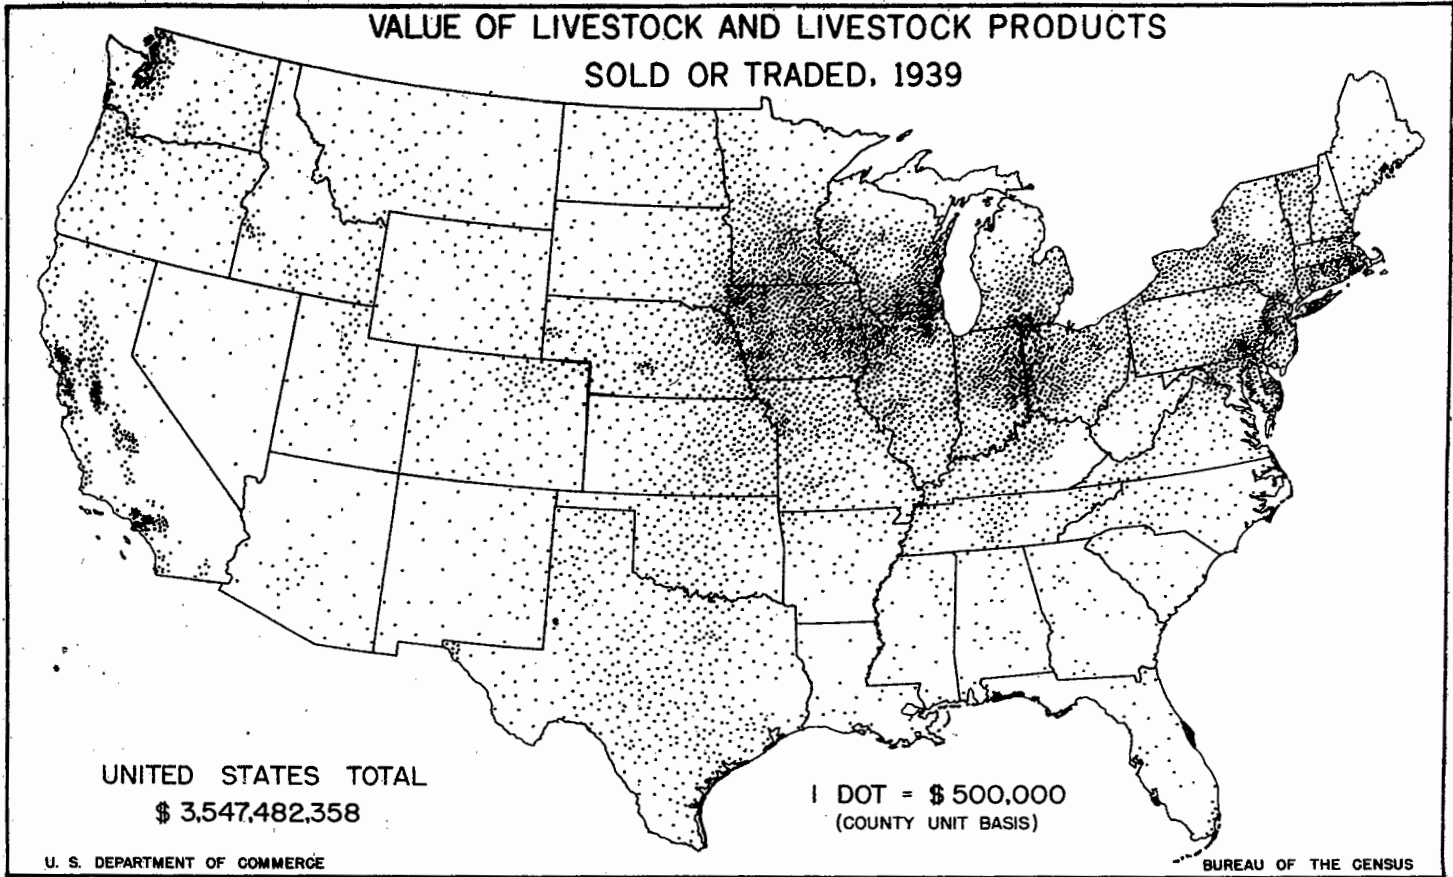 VALUE OF LIVESTOCK AND LIVESTOCK PRODUCTS
SOLD OR TRADED, 1939
UNITED STATES TOTAL
$ 3,547,482,358
1 DOT = $ 500,000
(COUNTY UNIT BASIS)
U. S. DEPARTMENT OF COMMERCE
BUREAU OF THE CENSUS